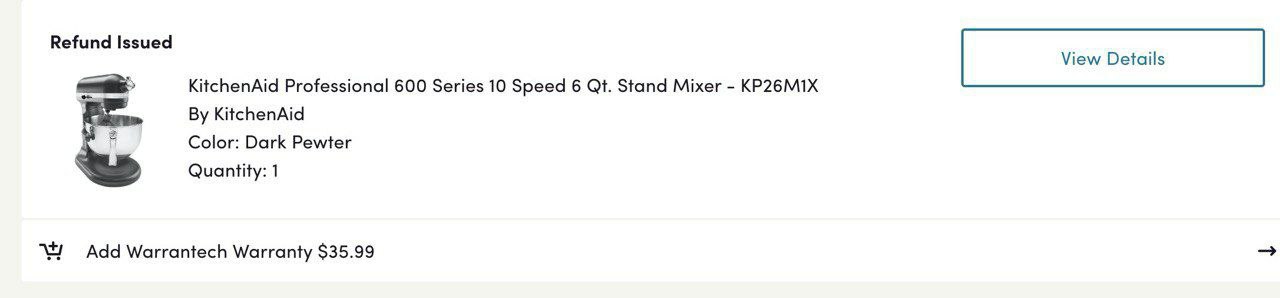 Refund Issued
View Details
KitchenAid Professional 600 Series 10 Speed 6 Qt. Stand Mixer - KP26M1X
By KitchenAid
Color: Dark Pewter
Quantity: 1
Add Warrantech Warranty $35.99